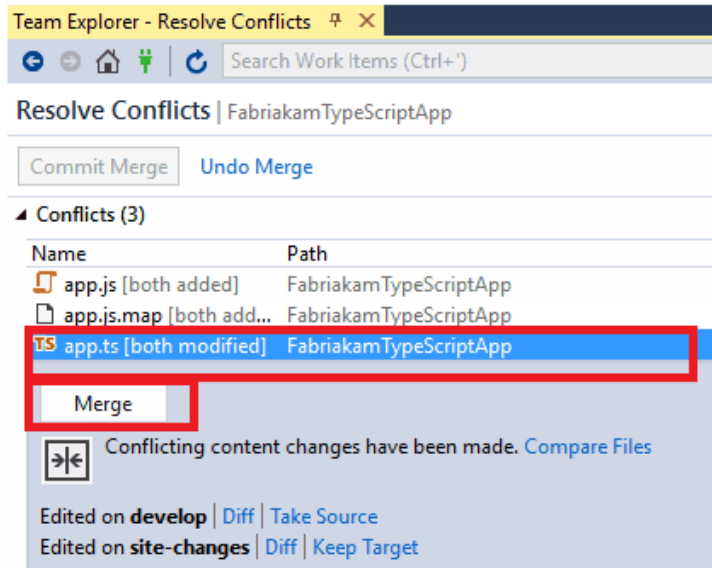 Team Explorer - Resolve Conflicts
Search Work Items (Ctrl+')
Resolve Conflicts | FabriakamTypeScriptApp
Commit Merge Undo Merge
Conflicts (3)
Name Path
app.js [both added] FabriakamTypeScriptApp
app.js.map [both add... FabriakamTypeScriptApp
TS app.ts [both modified] FabriakamTypeScriptApp
Merge
Conflicting content changes have been made. Compare Files
Edited on develop | Diff | Take Source
Edited on site-changes | Diff | Keep Target